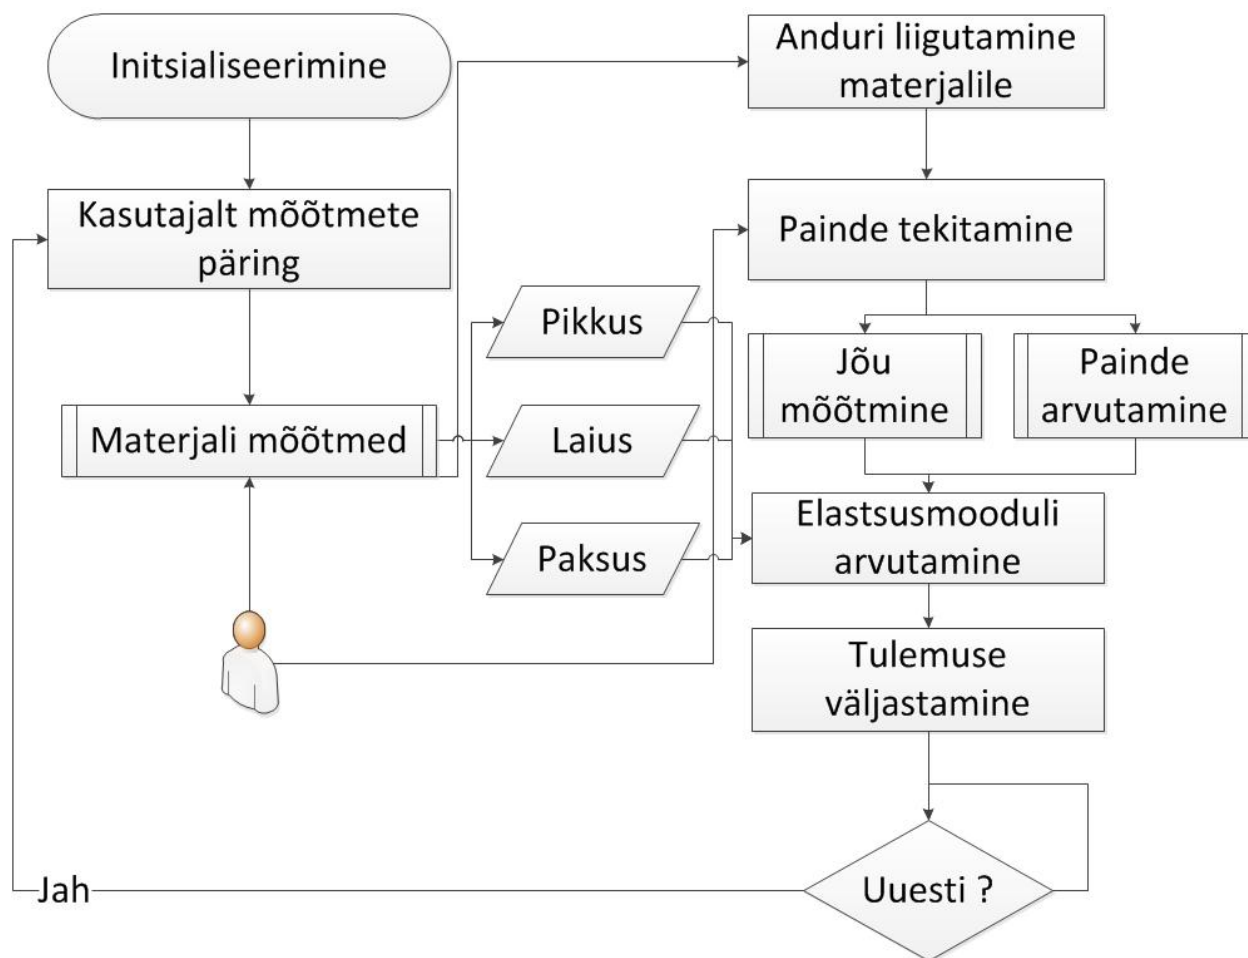 Initsialiseerimine
Kasutajalt mõõtmete
päring
Materjali mõõtmed
Pikkus
Laius
Paksus
Anduri liigutamine
materjalile
Painde tekitamine
Jõu
mõõtmine
Painde
arvutamine
Elastsusmooduli
arvutamine
Tulemuse
väljastamine
Uuesti ?
Jah